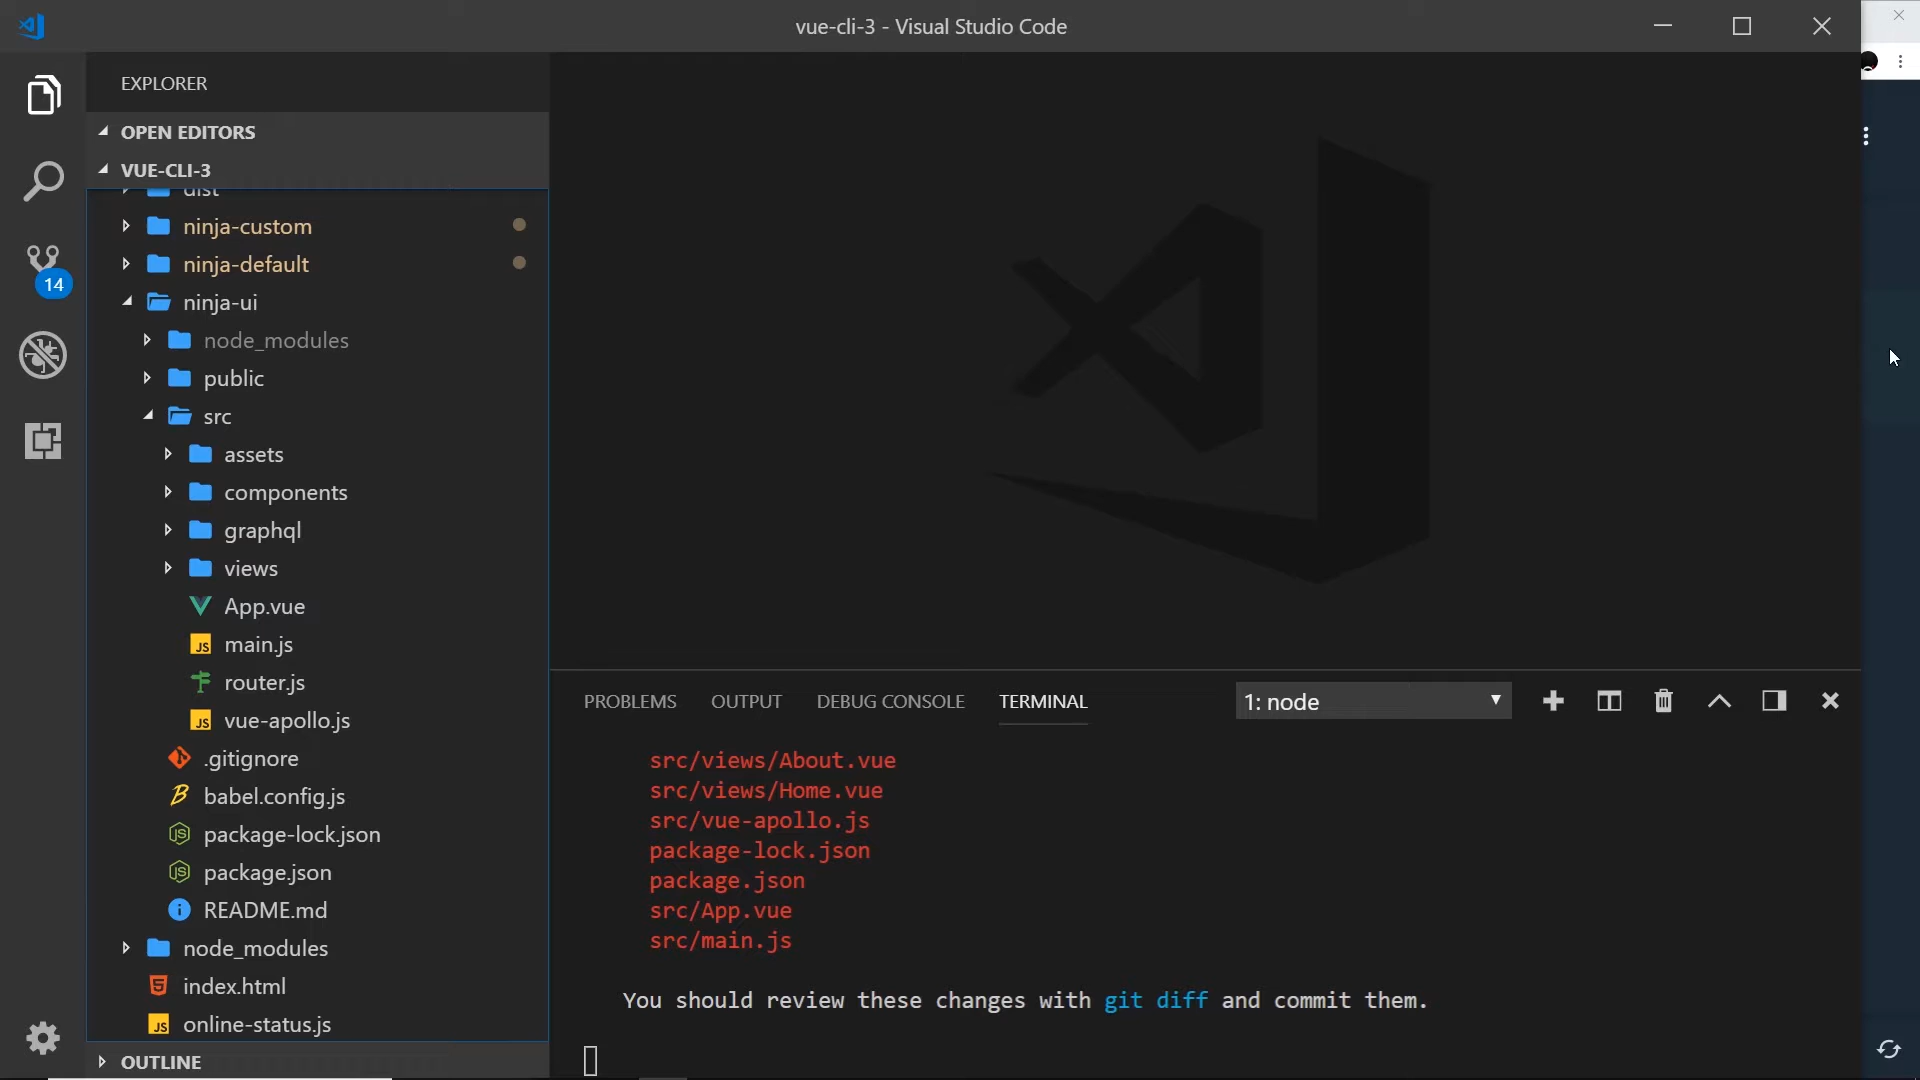 vue-cli-3 - Visual Studio Code
EXPLORER
OPEN EDITORS
VUE-CLI-3
dist
ninja-custom
ninja-default
14
ninja-ui
node_modules
public
src
assets
components
graphql
views
App.vue
main.js
router.js
vue-apollo.js
.gitignore
babel.config.js
package-lock.json
package.json
README.md
node_modules
index.html
online-status.js
OUTLINE
PROBLEMS OUTPUT DEBUG CONSOLE TERMINAL 1: node
src/views/About.vue
src/views/Home.vue
src/vue-apollo.js
package-lock.json
package.json
src/App.vue
src/main.js
You should review these changes with git diff and commit them.